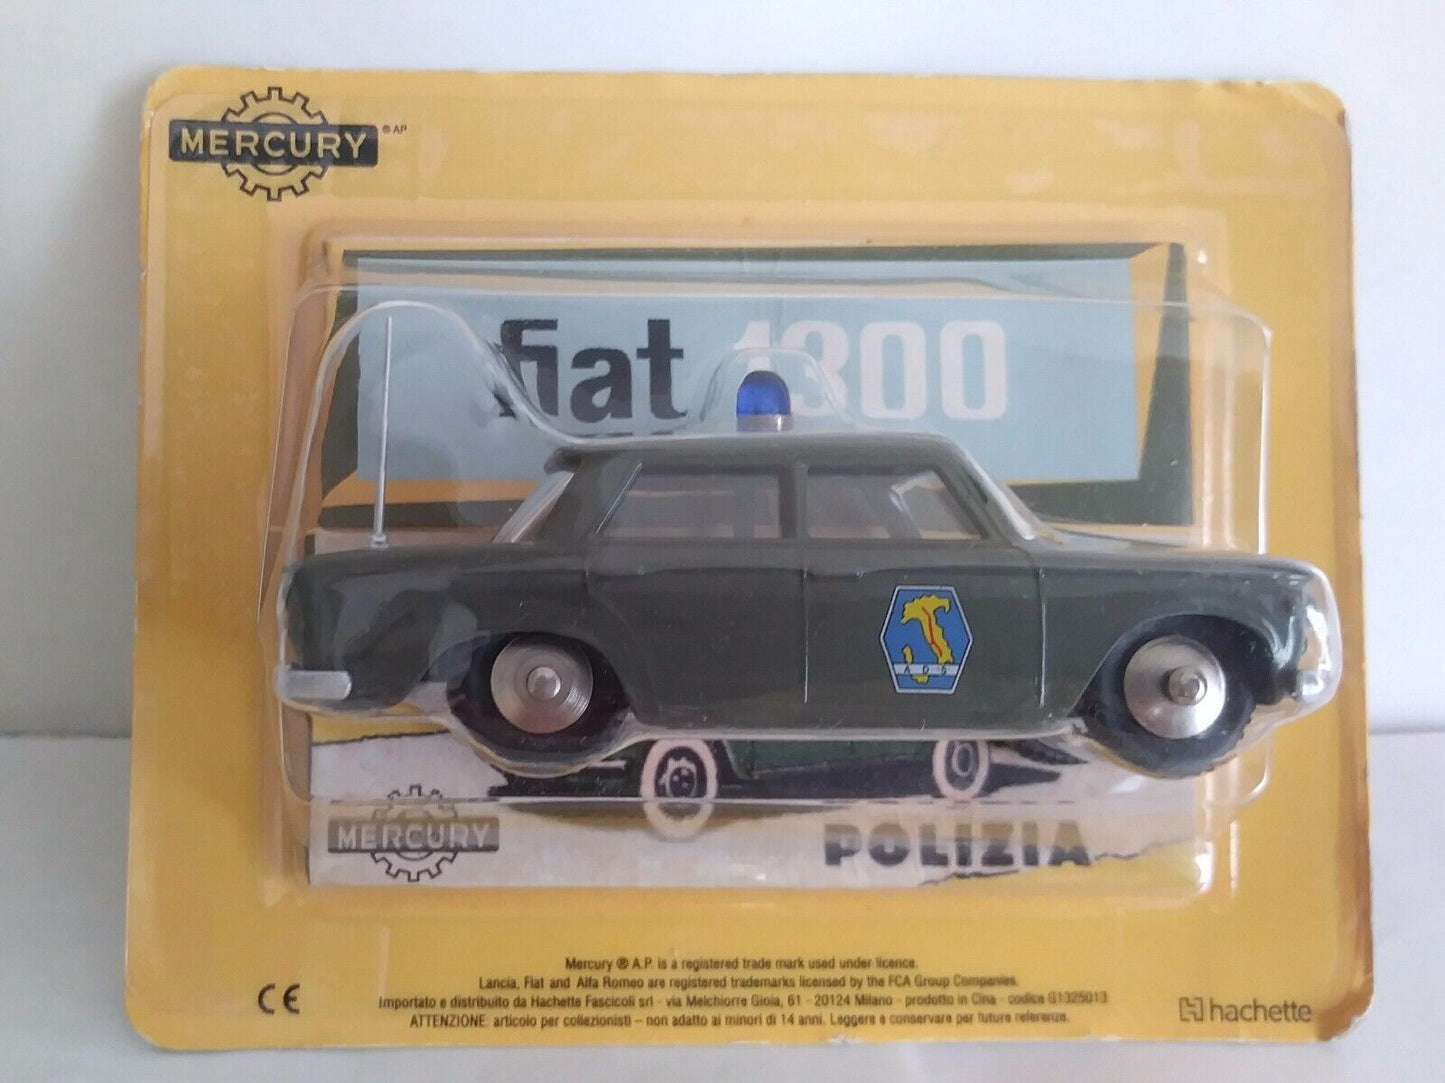 MERCURY ® AP
fiat 1300
ADS
MERCURY
POLIZIA
Mercury ® A.P. is a registered trade mark used under licence.
Lancia, Fiat and Alfa Romeo are registered trademarks licensed by the FCA Group Companies.
Importato e distribuito da Hachette Fascicoli srl - via Melchiorre Gioia, 61 - 20124 Milano - prodotto in Cina - codice G1325013
ATTENZIONE: articolo per collezionisti – non adatto ai minori di 14 anni. Leggere e conservare per future referenze.
CE
hachette